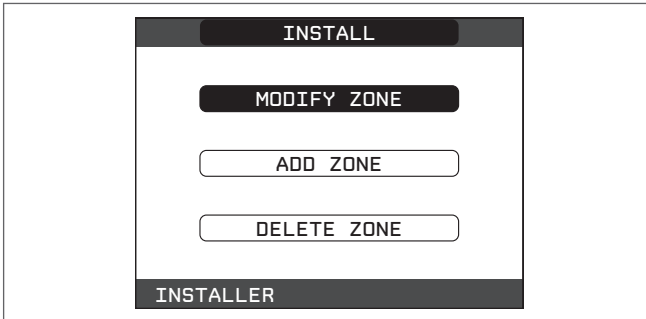 INSTALL
MODIFY ZONE
ADD ZONE
DELETE ZONE
INSTALLER